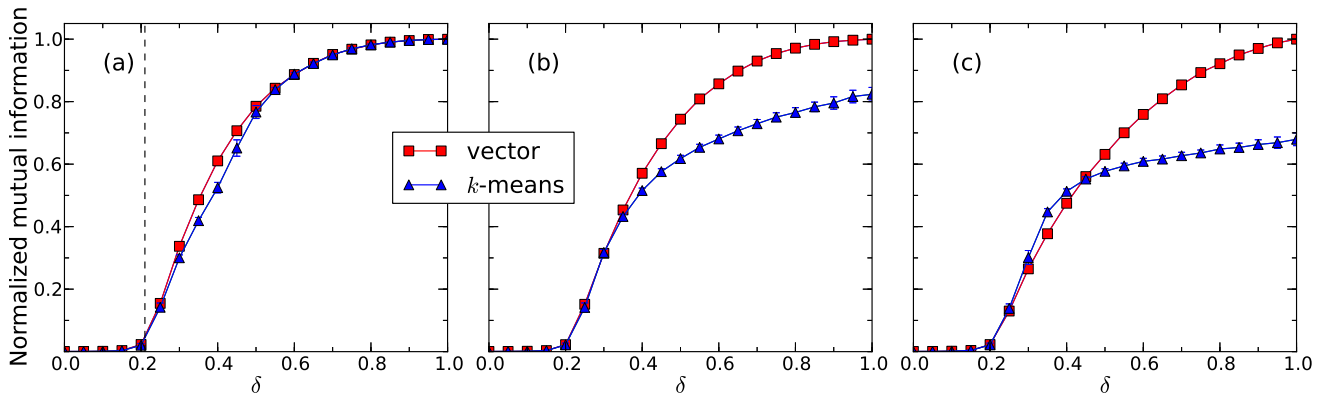 Normalized mutual information
1.0
0.8
0.6
0.4
0.2
(a)
(b)
(c)
vector
k-means
0.0 0.2 0.4 0.6 0.8 1.0
0.0 0.2 0.4 0.6 0.8 1.0
0.0 0.2 0.4 0.6 0.8 1.0
δ
δ
δ